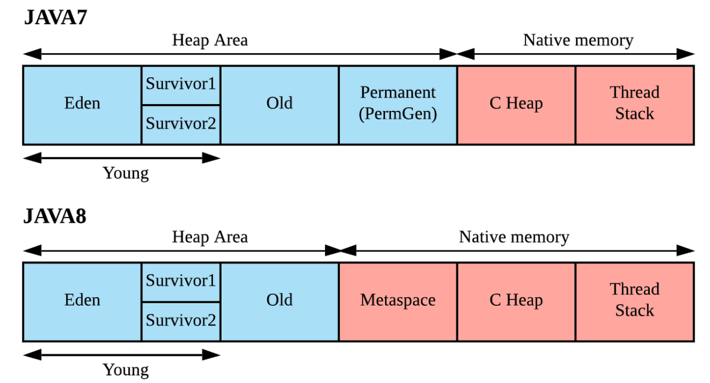 JAVA7
Heap Area
Native memory
Eden
Survivor1
Survivor2
Old
Permanent
(PermGen)
C Heap
Thread
Stack
Young
JAVA8
Heap Area
Native memory
Eden
Survivor1
Survivor2
Old
Metaspace
C Heap
Thread
Stack
Young